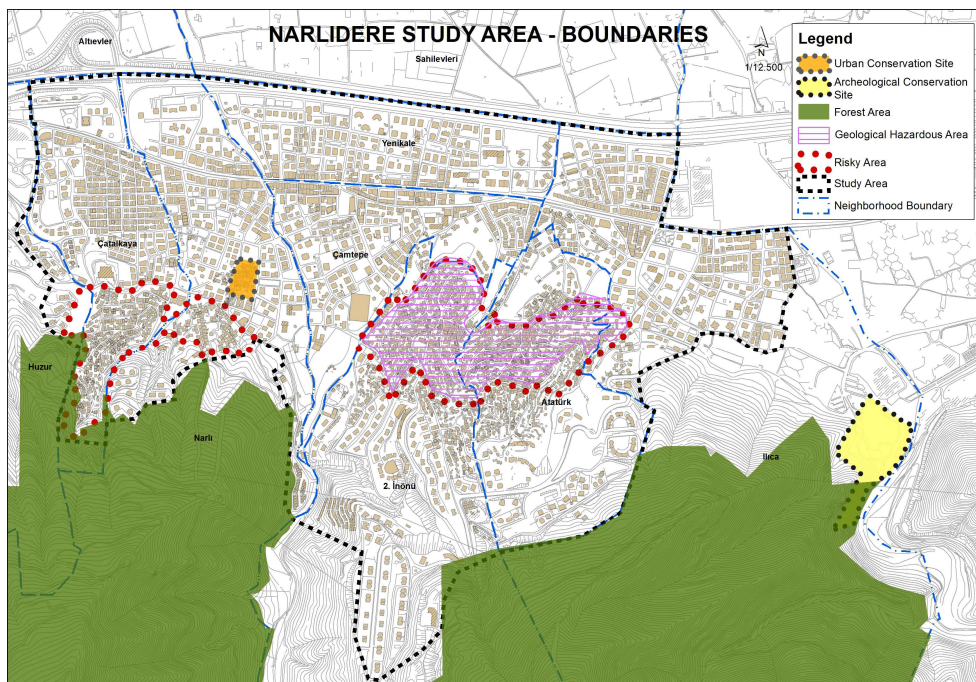 NARLIDERE STUDY AREA - BOUNDARIES
N
1/12.500
Legend
Urban Conservation Site
Archeological Conservation
Site
Forest Area
Geological Hazardous Area
Risky Area
Study Area
Neighborhood Boundary
Altıevler
Sahilevleri
Yenikale
Çatalkaya
Çamtepe
Huzur
Narlı
Atatürk
2. İnönü
Ilıca